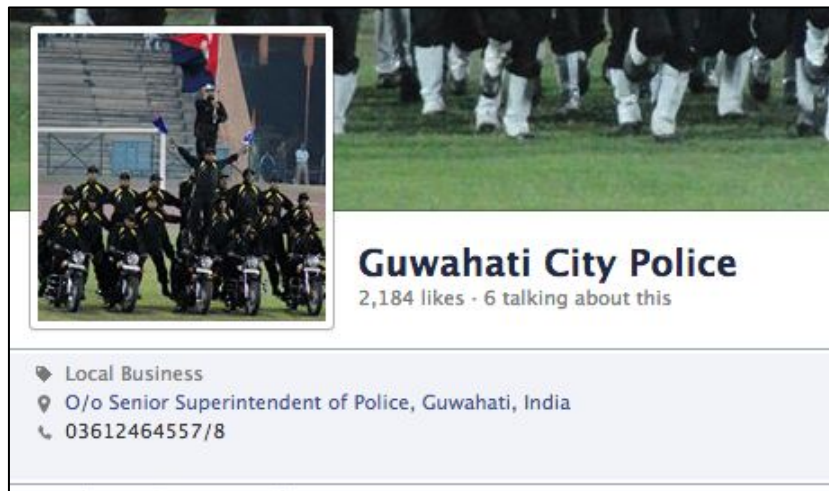 Guwahati City Police
2,184 likes · 6 talking about this
Local Business
O/o Senior Superintendent of Police, Guwahati, India
03612464557/8